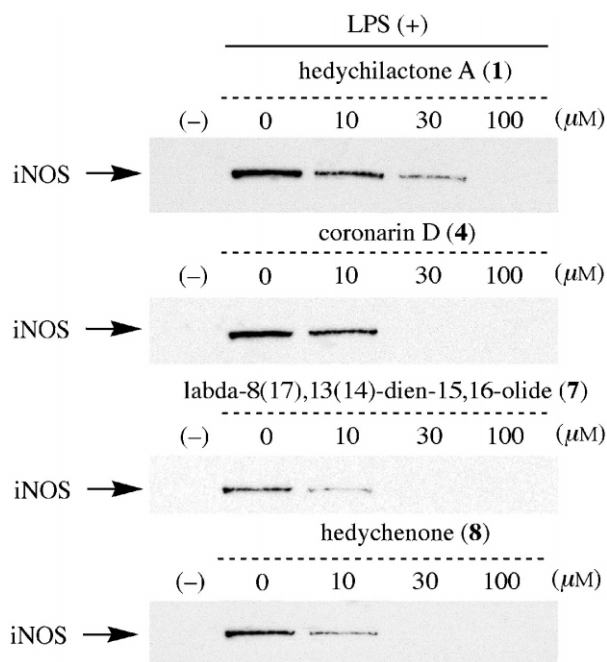 LPS (+)
hedychilactone A (1)
(–) 0 10 30 100 (μM)
iNOS
coronarin D (4)
(–) 0 10 30 100 (μM)
iNOS
labda-8(17),13(14)-dien-15,16-olide (7)
(–) 0 10 30 100 (μM)
iNOS
hedychenone (8)
(–) 0 10 30 100 (μM)
iNOS